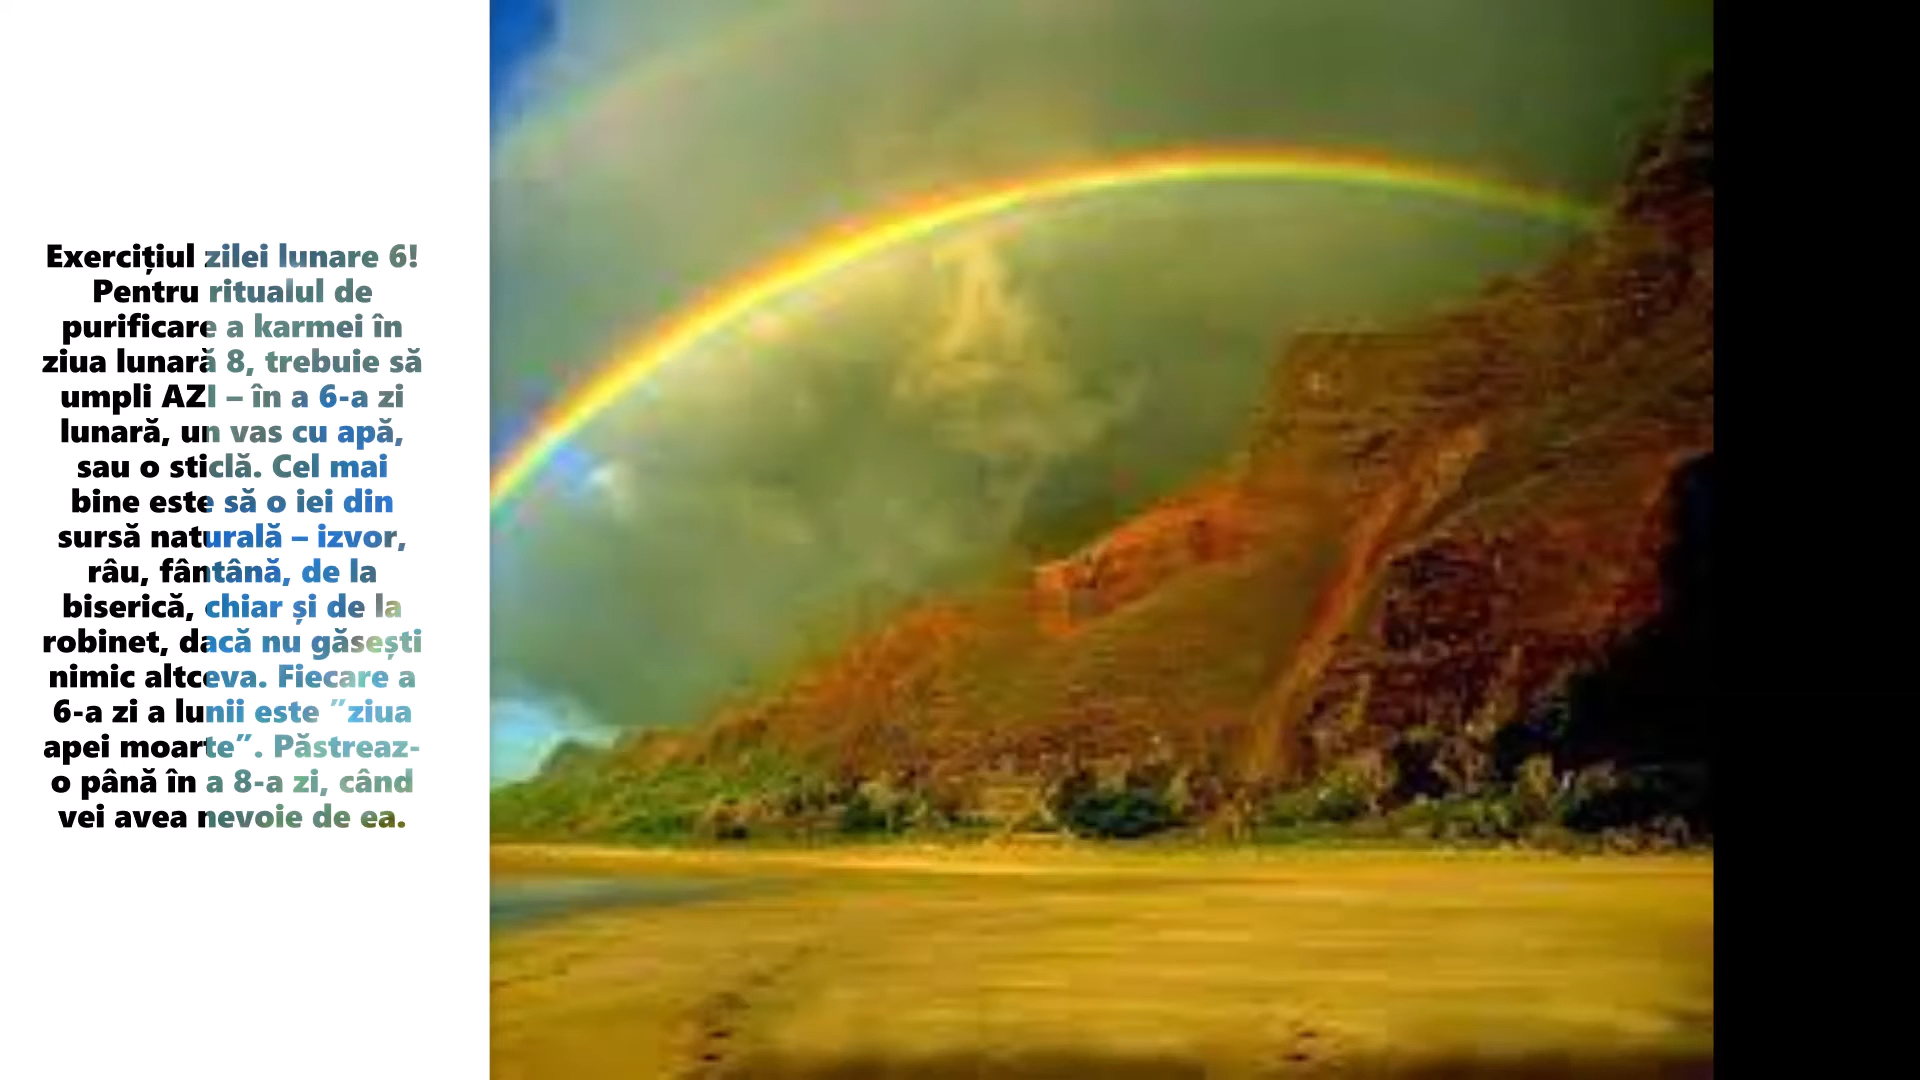 Exercițiul zilei lunare 6!
Pentru ritualul de
purificare a karmei în
ziua lunară 8, trebuie să
umpli AZI – în a 6-a zi
lunară, un vas cu apă,
sau o sticlă. Cel mai
bine este să o iei din
sursă naturală – izvor,
râu, fântână, de la
biserică, chiar și de la
robinet, dacă nu găsești
nimic altceva. Fiecare a
6-a zi a lunii este ”ziua
apei moarte”. Păstreaz-
o până în a 8-a zi, când
vei avea nevoie de ea.